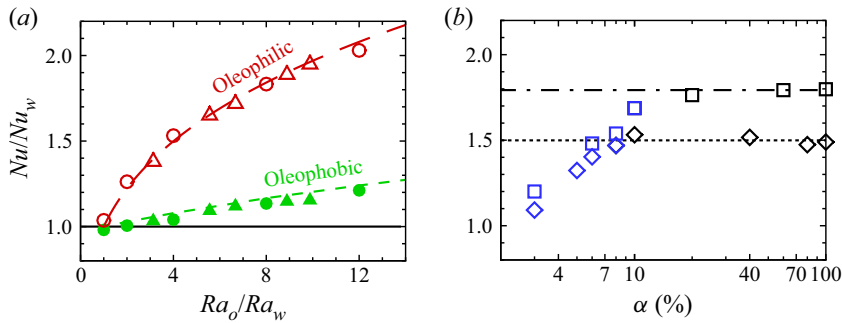 (a)
Nu/Nu_w
2.0
1.5
1.0
Oleophilic
Oleophobic
0 4 8 12
Ra_o/Ra_w
(b)
2.0
1.5
1.0
4 7 10 40 70 100
α (%)